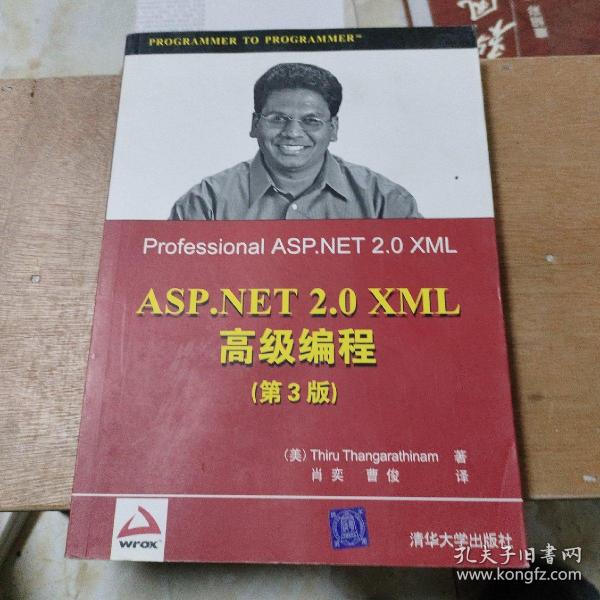 PROGRAMMER TO PROGRAMMER™
Professional ASP.NET 2.0 XML
ASP.NET 2.0 XML
高级编程
(第3版)
(美) Thiru Thangarathinam 著
肖奕 曹俊 译
wrox™
清华大学出版社
孔夫子旧书网
www.kongfz.com